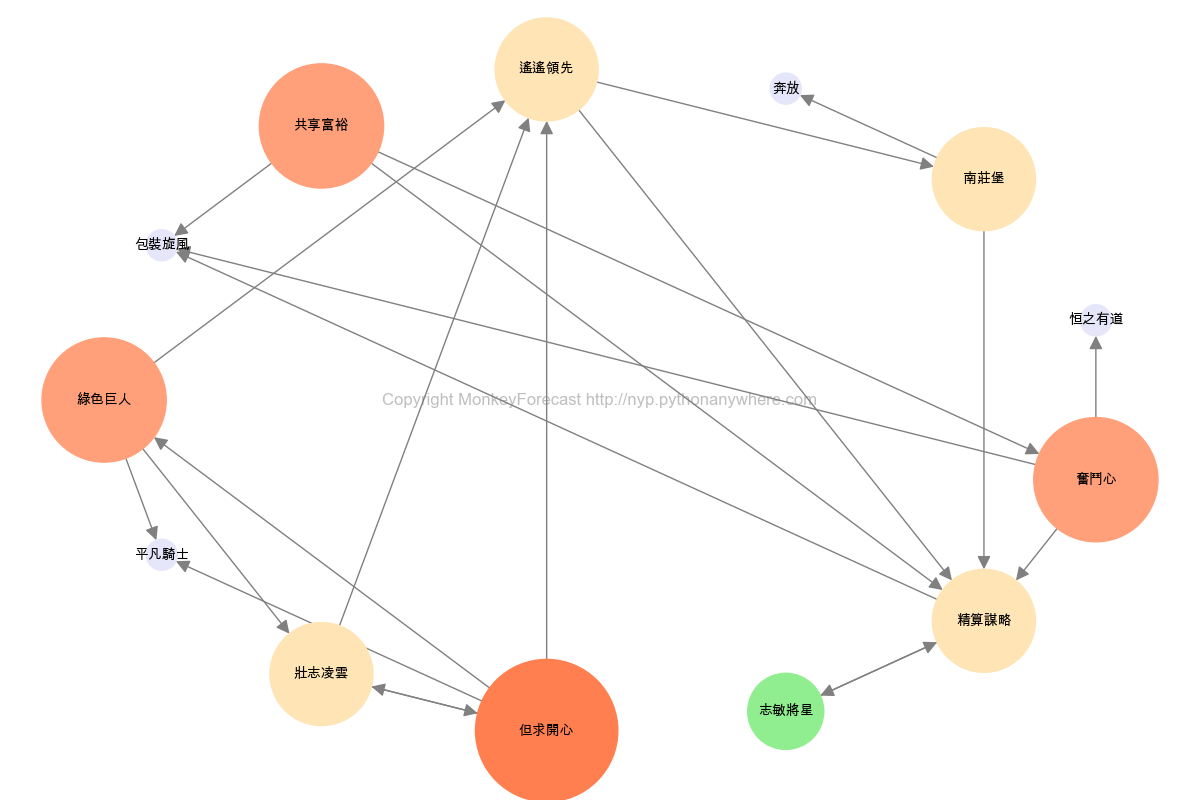 遙遙領先
奔放
共享富裕
南莊堡
包裝旋風
恒之有道
綠色巨人
Copyright MonkeyForecast http://nyp.pythonanywhere.com
奮鬥心
平凡騎士
精算謀略
壯志凌雲
志敏將星
但求開心